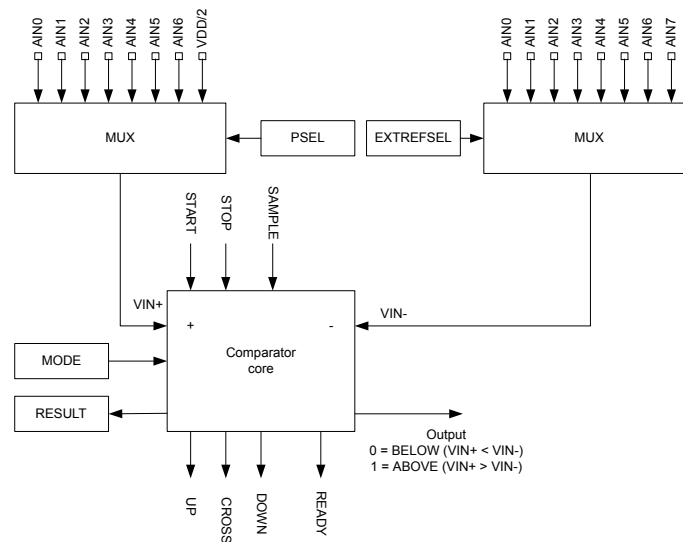 AIN0
AIN1
AIN2
AIN3
AIN4
AIN5
AIN6
VDD/2
AIN0
AIN1
AIN2
AIN3
AIN4
AIN5
AIN6
AIN7
MUX
PSEL
EXTREFSEL
MUX
START
STOP
SAMPLE
VIN+
VIN-
+
-
Comparator
core
MODE
RESULT
Output
0 = BELOW (VIN+ < VIN-)
1 = ABOVE (VIN+ > VIN-)
UP
CROSS
DOWN
READY